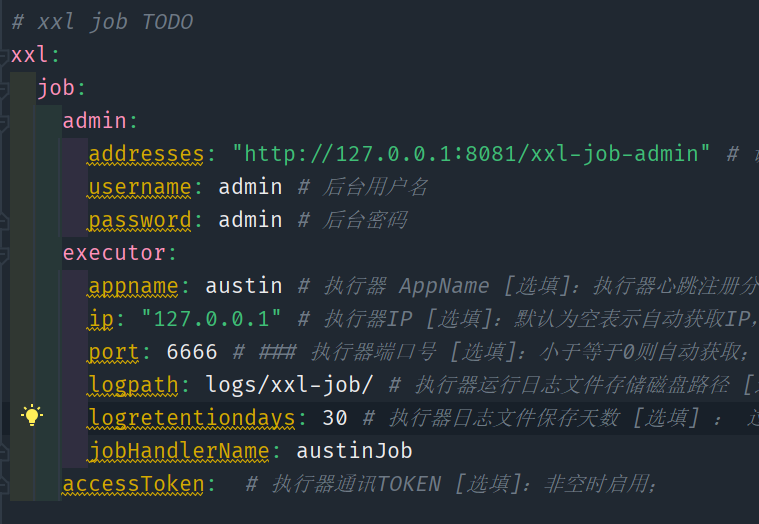 # xxl job TODO
xxl:
job:
admin:
addresses: "http://127.0.0.1:8081/xxl-job-admin" #
username: admin # 后台用户名
password: admin # 后台密码
executor:
appname: austin # 执行器 AppName [选填]：执行器心跳注册分
ip: "127.0.0.1" # 执行器IP [选填]：默认为空表示自动获取IP，
port: 6666 # ### 执行器端口号 [选填]：小于等于0则自动获取；
logpath: logs/xxl-job/ # 执行器运行日志文件存储磁盘路径 [
logretentiondays: 30 # 执行器日志文件保存天数 [选填] ：
jobHandlerName: austinJob
accessToken: # 执行器通讯TOKEN [选填]：非空时启用；